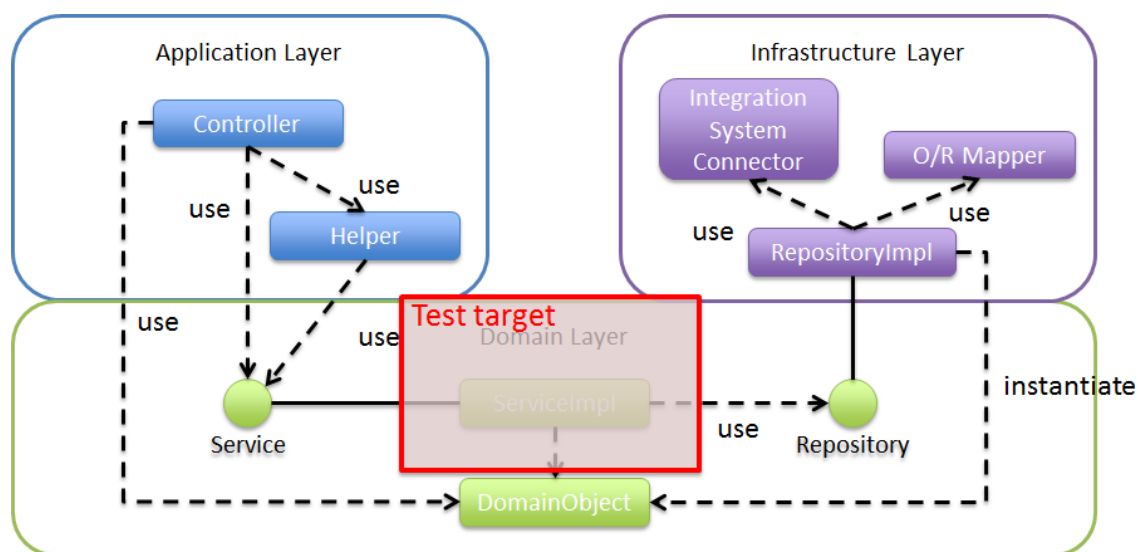 Application Layer
Infrastructure Layer
Controller
Integration
System
Connector
O/R Mapper
use
use
use
use
Helper
RepositoryImpl
use
use
Test target
Domain Layer
instantiate
ServiceImpl
use
Service
Repository
DomainObject